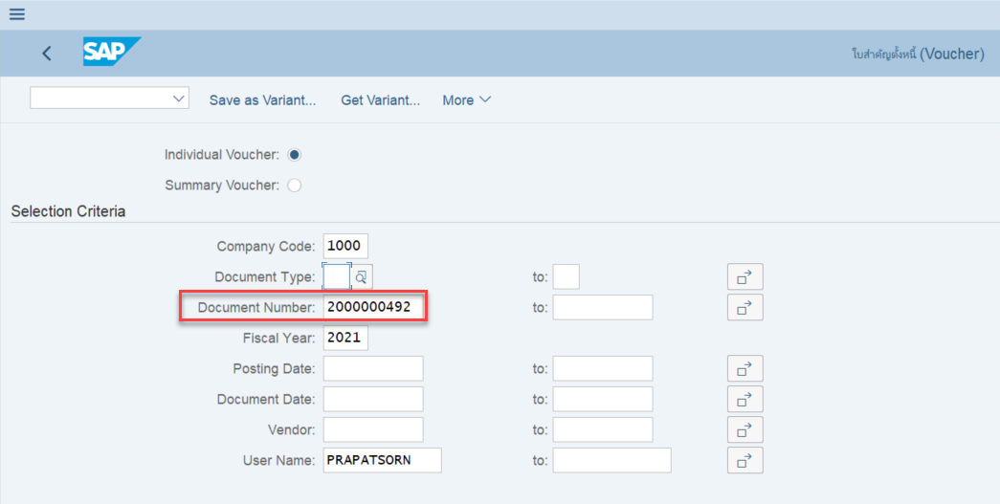 SAP
ใบสำคัญตั้งหนี้ (Voucher)
Save as Variant... Get Variant... More
Individual Voucher:
Summary Voucher:
Selection Criteria
Company Code: 1000
Document Type: to:
Document Number: 2000000492 to:
Fiscal Year: 2021
Posting Date: to:
Document Date: to:
Vendor: to:
User Name: PRAPATSORN to: